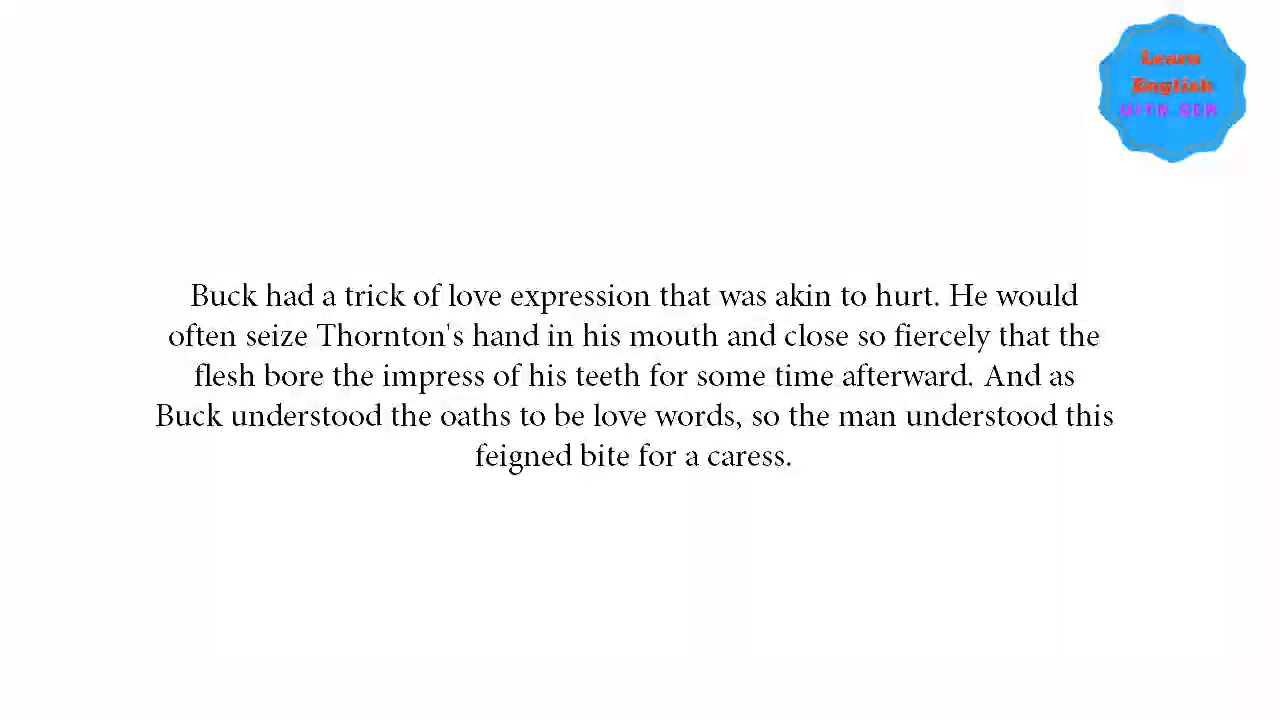 Learn
English
Buck had a trick of love expression that was akin to hurt. He would
often seize Thornton's hand in his mouth and close so fiercely that the
flesh bore the impress of his teeth for some time afterward. And as
Buck understood the oaths to be love words, so the man understood this
feigned bite for a caress.